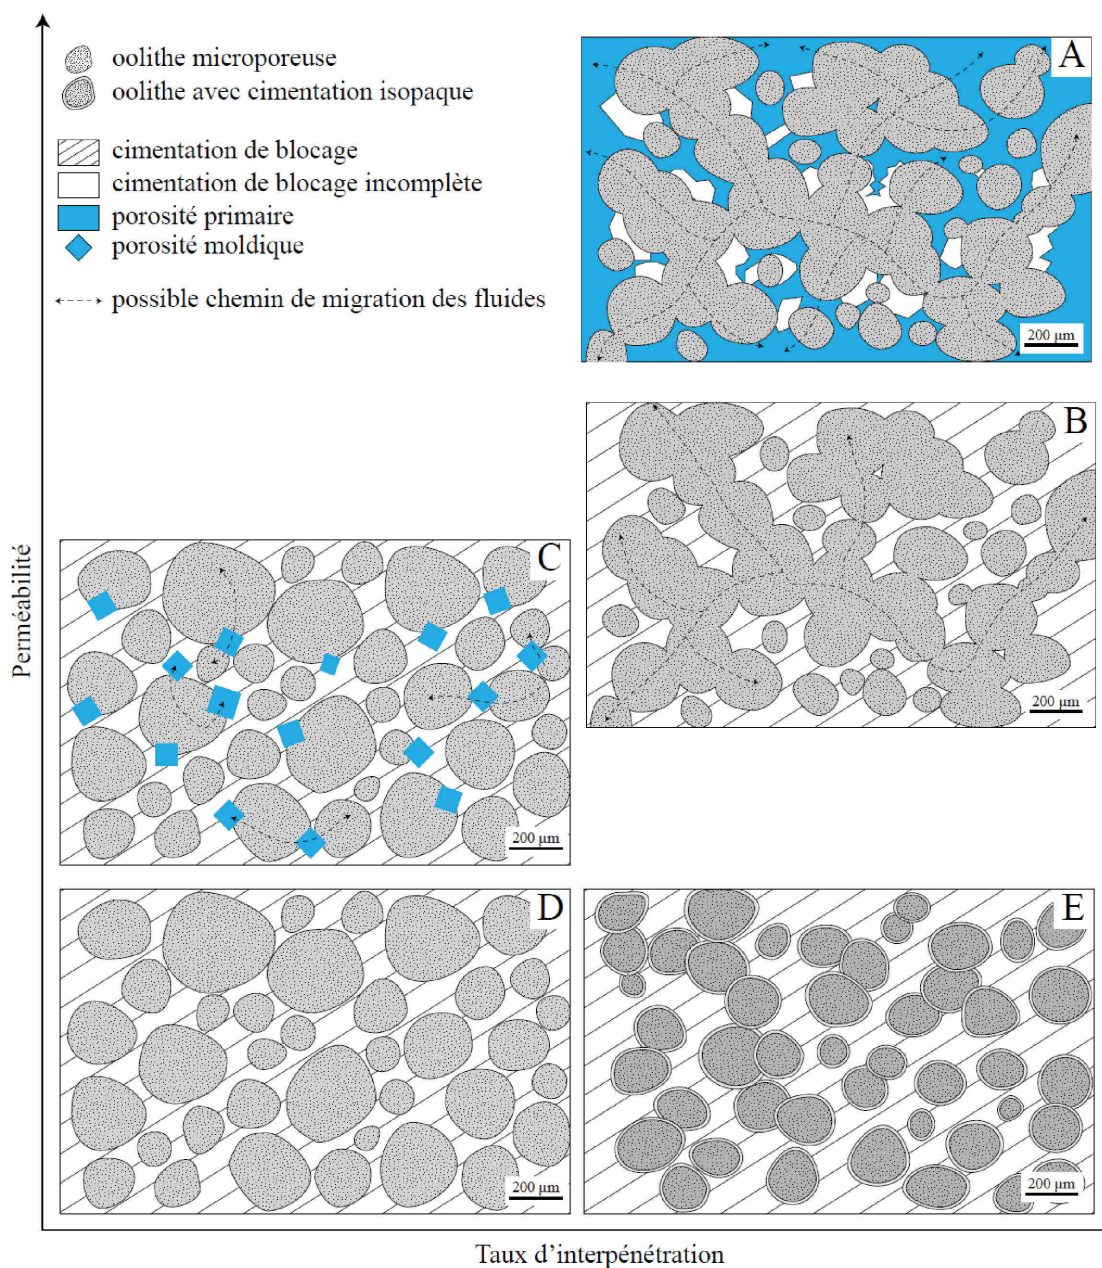 oolithe microporeuse
oolithe avec cimentation isopaque
cimentation de blocage
cimentation de blocage incomplète
porosité primaire
porosité moldique
possible chemin de migration des fluides
A
200 µm
B
200 µm
C
200 µm
D
200 µm
E
200 µm
Perméabilité
Taux d'interpénétration